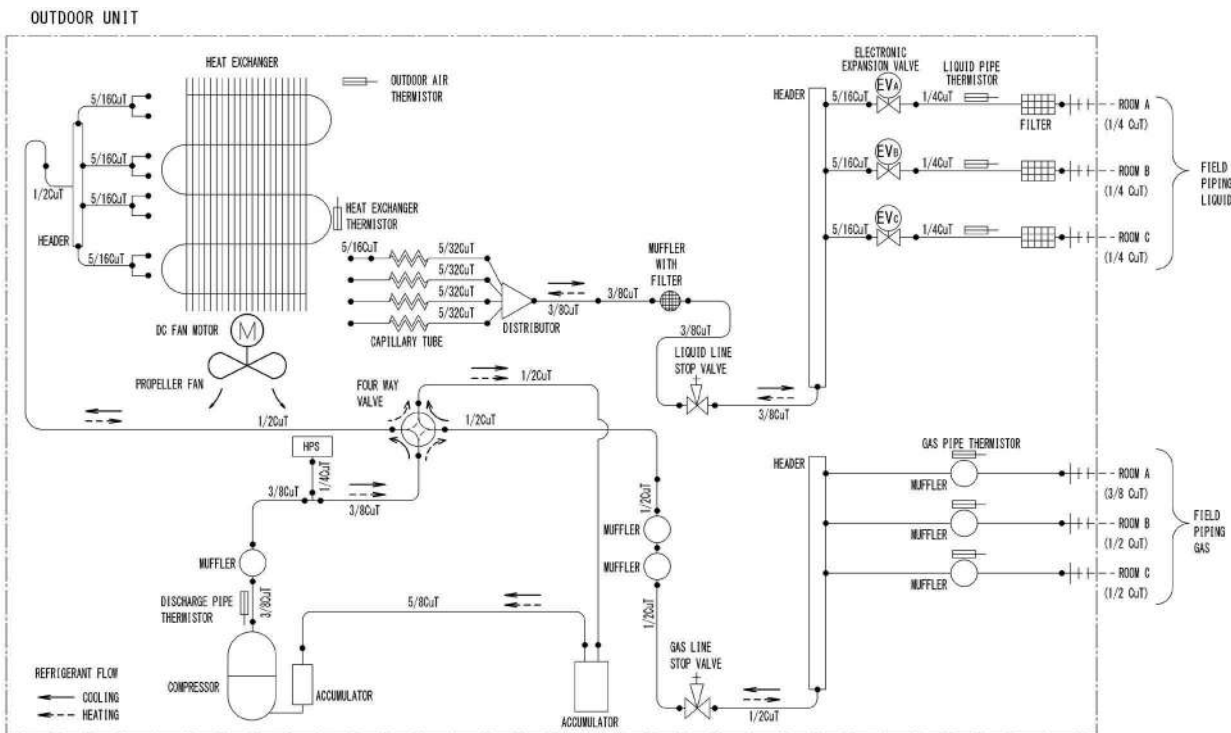 OUTDOOR UNIT
HEAT EXCHANGER
OUTDOOR AIR
THERMISTOR
5/16CuT
5/16CuT
5/16CuT
5/16CuT
1/2CuT
HEADER
HEAT EXCHANGER
THERMISTOR
DC FAN MOTOR
M
PROPELLER FAN
5/16CuT
5/32CuT
5/32CuT
5/32CuT
5/32CuT
CAPILLARY TUBE
DISTRIBUTOR
3/8CuT
3/8CuT
MUFFLER
WITH
FILTER
3/8CuT
LIQUID LINE
STOP VALVE
3/8CuT
HEADER
ELECTRONIC
EXPANSION VALVE
LIQUID PIPE
THERMISTOR
5/16CuT
EVA
1/4CuT
FILTER
ROOM A
(1/4 CuT)
5/16CuT
EVB
1/4CuT
ROOM B
(1/4 CuT)
5/16CuT
EVC
1/4CuT
ROOM C
(1/4 CuT)
FIELD
PIPING
LIQUID
FOUR WAY
VALVE
1/2CuT
1/2CuT
1/2CuT
HPS
1/4CuT
3/8CuT
3/8CuT
MUFFLER
DISCHARGE PIPE
THERMISTOR
3/8CuT
COMPRESSOR
ACCUMULATOR
5/8CuT
ACCUMULATOR
1/2CuT
MUFFLER
MUFFLER
1/2CuT
GAS LINE
STOP VALVE
1/2CuT
HEADER
GAS PIPE THERMISTOR
MUFFLER
ROOM A
(3/8 CuT)
MUFFLER
ROOM B
(1/2 CuT)
MUFFLER
ROOM C
(1/2 CuT)
FIELD
PIPING
GAS
REFRIGERANT FLOW
COOLING
HEATING